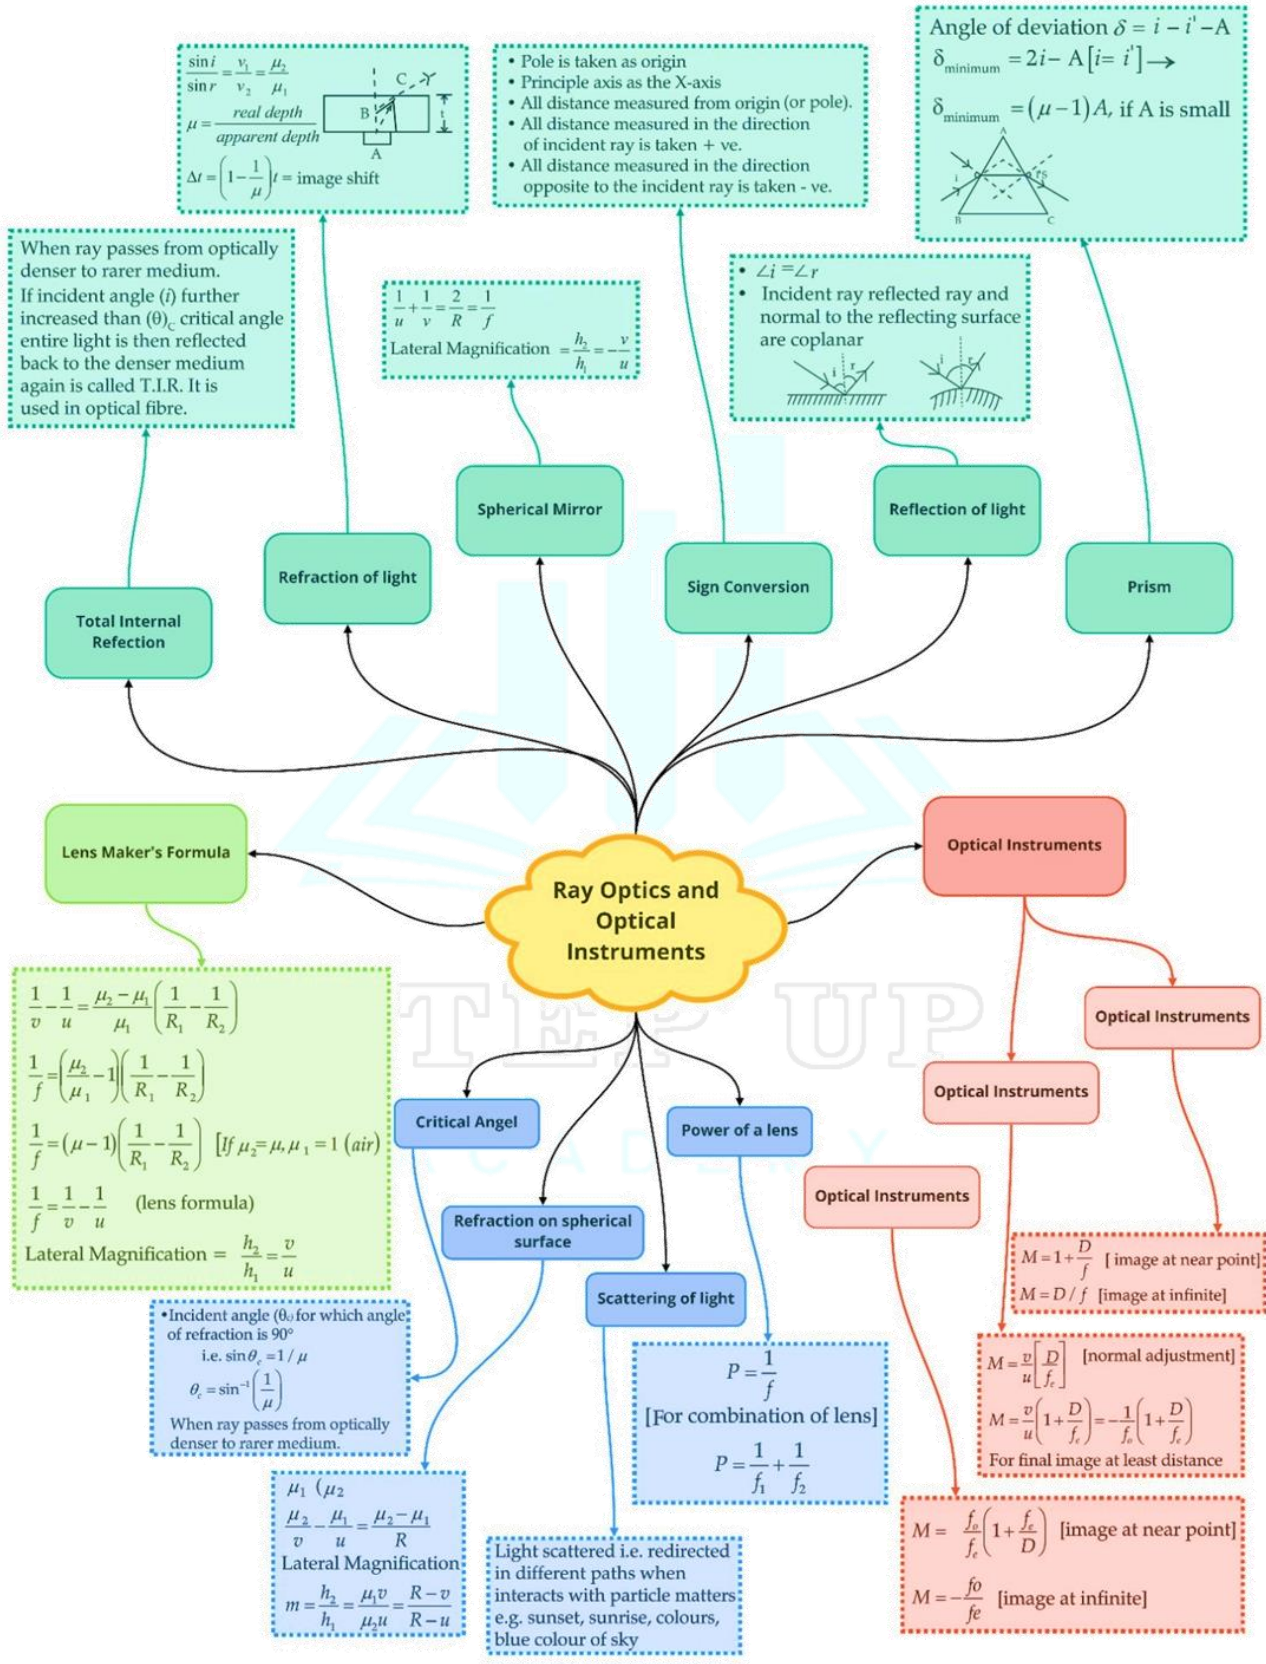 sin i / sin r = v₁/v₂ = μ₂/μ₁
μ = real depth / apparent depth
Δt = (1 − 1/μ) t = image shift
C
B
t
A
• Pole is taken as origin
• Principle axis as the X-axis
• All distance measured from origin (or pole).
• All distance measured in the direction
of incident ray is taken + ve.
• All distance measured in the direction
opposite to the incident ray is taken - ve.
Angle of deviation δ = i − i' − A
δ minimum = 2i − A [i = i'] →
δ minimum = (μ − 1) A, if A is small
A
i
B
C
When ray passes from optically
denser to rarer medium.
If incident angle (i) further
increased than (θ)C critical angle
entire light is then reflected
back to the denser medium
again is called T.I.R. It is
used in optical fibre.
1/u + 1/v = 2/R = 1/f
Lateral Magnification = h₂/h₁ = −v/u
• ∠i = ∠r
• Incident ray reflected ray and
normal to the reflecting surface
are coplanar
i r
i r
Spherical Mirror
Reflection of light
Refraction of light
Sign Conversion
Prism
Total Internal
Refection
Lens Maker's Formula
Optical Instruments
Ray Optics and
Optical
Instruments
TEP UP
ACADEMY
1/v − 1/u = (μ₂ − μ₁)/μ₁ (1/R₁ − 1/R₂)
1/f = (μ₂/μ₁ − 1)(1/R₁ − 1/R₂)
1/f = (μ − 1)(1/R₁ − 1/R₂) [If μ₂ = μ, μ₁ = 1 (air)
1/f = 1/v − 1/u (lens formula)
Lateral Magnification = h₂/h₁ = v/u
Optical Instruments
Optical Instruments
Optical Instruments
Critical Angel
Power of a lens
Refraction on spherical
surface
Scattering of light
M = 1 + D/f [ image at near point]
M = D / f [image at infinite]
M = v/u [D/fe] [normal adjustment]
M = v/u (1 + D/fe) = −1/fo (1 + D/fe)
For final image at least distance
M = fo/fe (1 + fe/D) [image at near point]
M = − fo/fe [image at infinite]
• Incident angle (θ for which angle
of refraction is 90°
i.e. sin θc = 1 / μ
θc = sin⁻¹ (1/μ)
When ray passes from optically
denser to rarer medium.
P = 1/f
[For combination of lens]
P = 1/f₁ + 1/f₂
μ₁ (μ₂
μ₂/v − μ₁/u = (μ₂ − μ₁)/R
Lateral Magnification
m = h₂/h₁ = μ₁v/μ₂u = (R − v)/(R − u)
Light scattered i.e. redirected
in different paths when
interacts with particle matters
e.g. sunset, sunrise, colours,
blue colour of sky